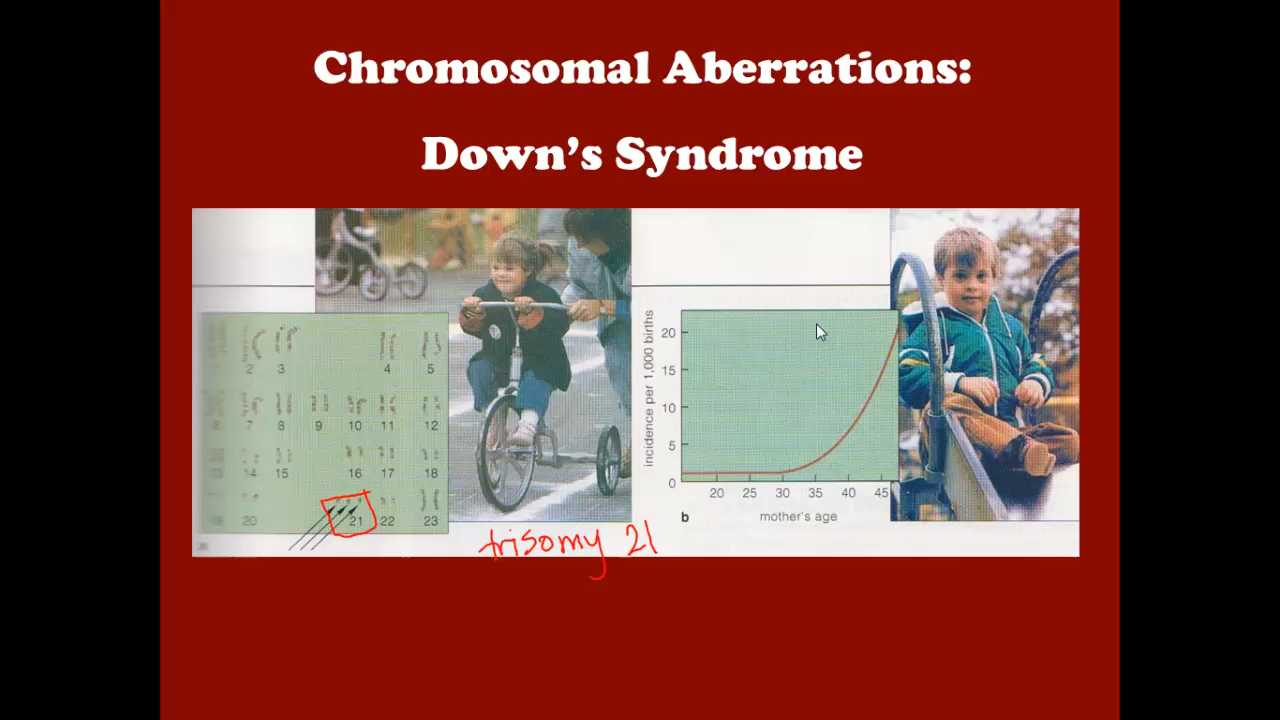 Chromosomal Aberrations:
Down's Syndrome
2 3 4 5
7 8 9 10 11 12
14 15 16 17 18
20 21 22 23
incidence per 1,000 births
20
15
10
5
0
20 25 30 35 40 45
b mother's age
trisomy 21